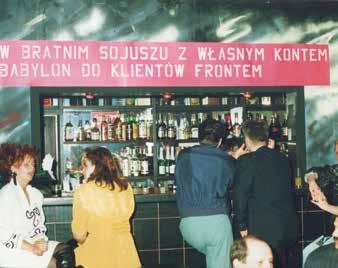 W BRATNIM SOJUSZU Z WŁASNYM KONTEM
BABYLON DO KLIENTÓW FRONTEM